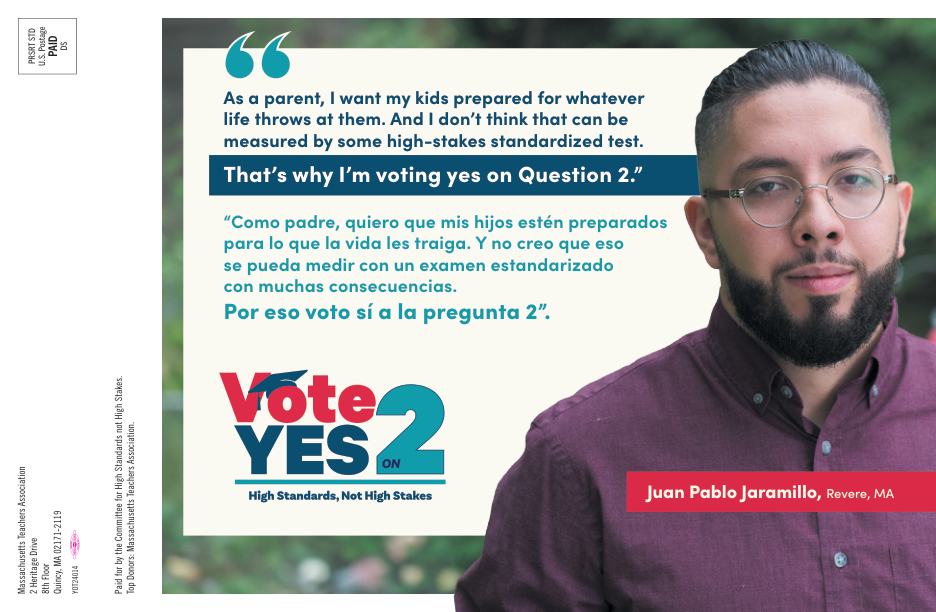 PRSRT STD
U.S. Postage
PAID
DS
Massachusetts Teachers Association
2 Heritage Drive
8th Floor
Quincy, MA 02171-2119
YOT24014
Paid for by the Committee for High Standards not High Stakes.
Top Donors: Massachusetts Teachers Association.
“
As a parent, I want my kids prepared for whatever
life throws at them. And I don’t think that can be
measured by some high-stakes standardized test.
That’s why I’m voting yes on Question 2.”
“Como padre, quiero que mis hijos estén preparados
para lo que la vida les traiga. Y no creo que eso
se pueda medir con un examen estandarizado
con muchas consecuencias.
Por eso voto sí a la pregunta 2”.
Vote
YES ON 2
High Standards, Not High Stakes
Juan Pablo Jaramillo, Revere, MA